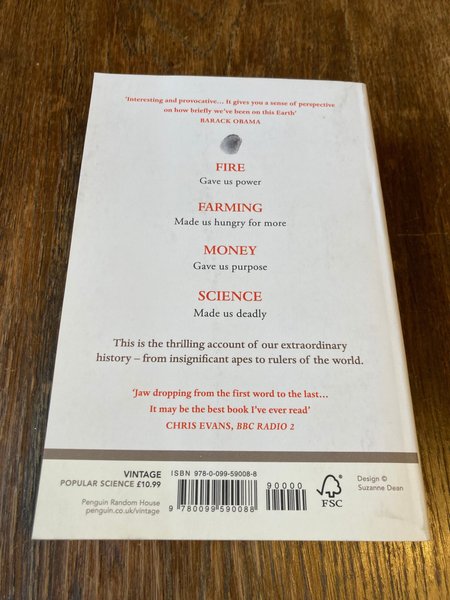 'Interesting and provocative... It gives you a sense of perspective
on how briefly we've been on this Earth'
BARACK OBAMA
FIRE
Gave us power
FARMING
Made us hungry for more
MONEY
Gave us purpose
SCIENCE
Made us deadly
This is the thrilling account of our extraordinary
history – from insignificant apes to rulers of the world.
'Jaw dropping from the first word to the last...
It may be the best book I've ever read'
CHRIS EVANS, BBC RADIO 2
VINTAGE
POPULAR SCIENCE £10.99
Penguin Random House
penguin.co.uk/vintage
ISBN 978-0-099-59008-8
90000
9 780099 590088
FSC
Design ©
Suzanne Dean